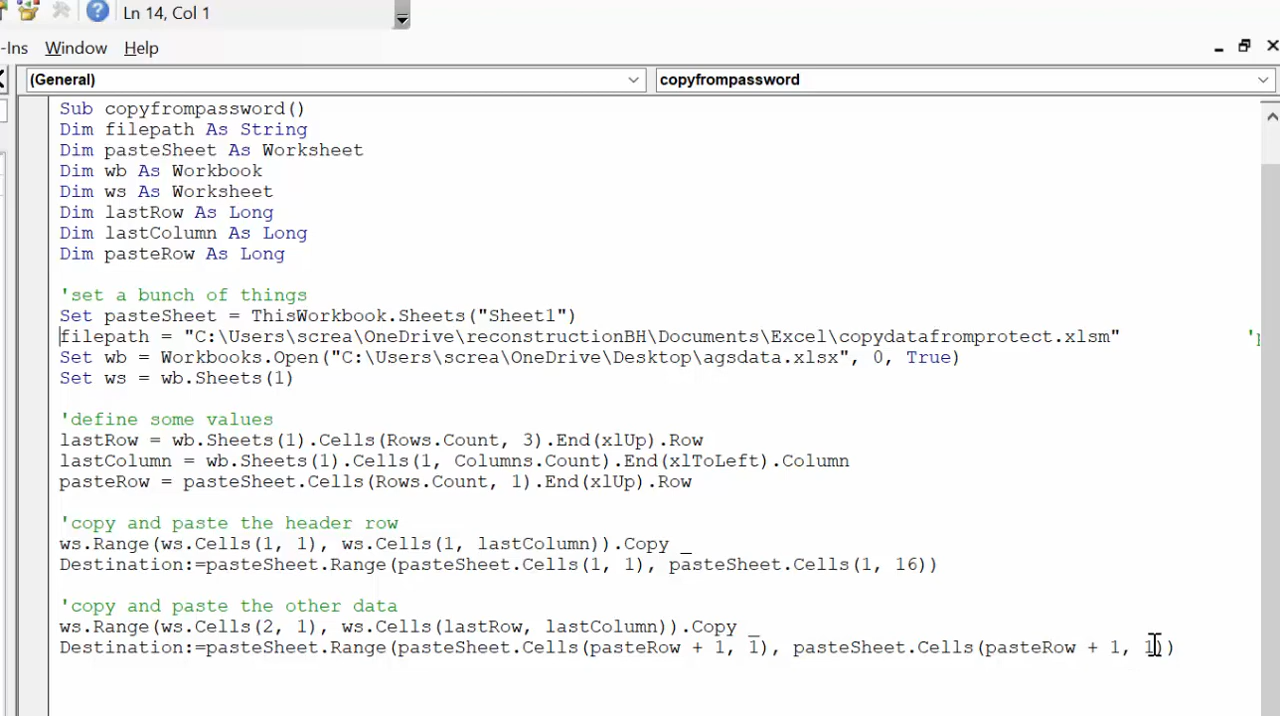 Ln 14, Col 1
-Ins Window Help
(General) copyfrompassword
Sub copyfrompassword()
Dim filepath As String
Dim pasteSheet As Worksheet
Dim wb As Workbook
Dim ws As Worksheet
Dim lastRow As Long
Dim lastColumn As Long
Dim pasteRow As Long
'set a bunch of things
Set pasteSheet = ThisWorkbook.Sheets("Sheet1")
filepath = "C:\Users\screa\OneDrive\reconstructionBH\Documents\Excel\copydatafromprotect.xlsm"
Set wb = Workbooks.Open("C:\Users\screa\OneDrive\Desktop\agsdata.xlsx", 0, True)
Set ws = wb.Sheets(1)
'define some values
lastRow = wb.Sheets(1).Cells(Rows.Count, 3).End(xlUp).Row
lastColumn = wb.Sheets(1).Cells(1, Columns.Count).End(xlToLeft).Column
pasteRow = pasteSheet.Cells(Rows.Count, 1).End(xlUp).Row
'copy and paste the header row
ws.Range(ws.Cells(1, 1), ws.Cells(1, lastColumn)).Copy _
Destination:=pasteSheet.Range(pasteSheet.Cells(1, 1), pasteSheet.Cells(1, 16))
'copy and paste the other data
ws.Range(ws.Cells(2, 1), ws.Cells(lastRow, lastColumn)).Copy _
Destination:=pasteSheet.Range(pasteSheet.Cells(pasteRow + 1, 1), pasteSheet.Cells(pasteRow + 1, 1))